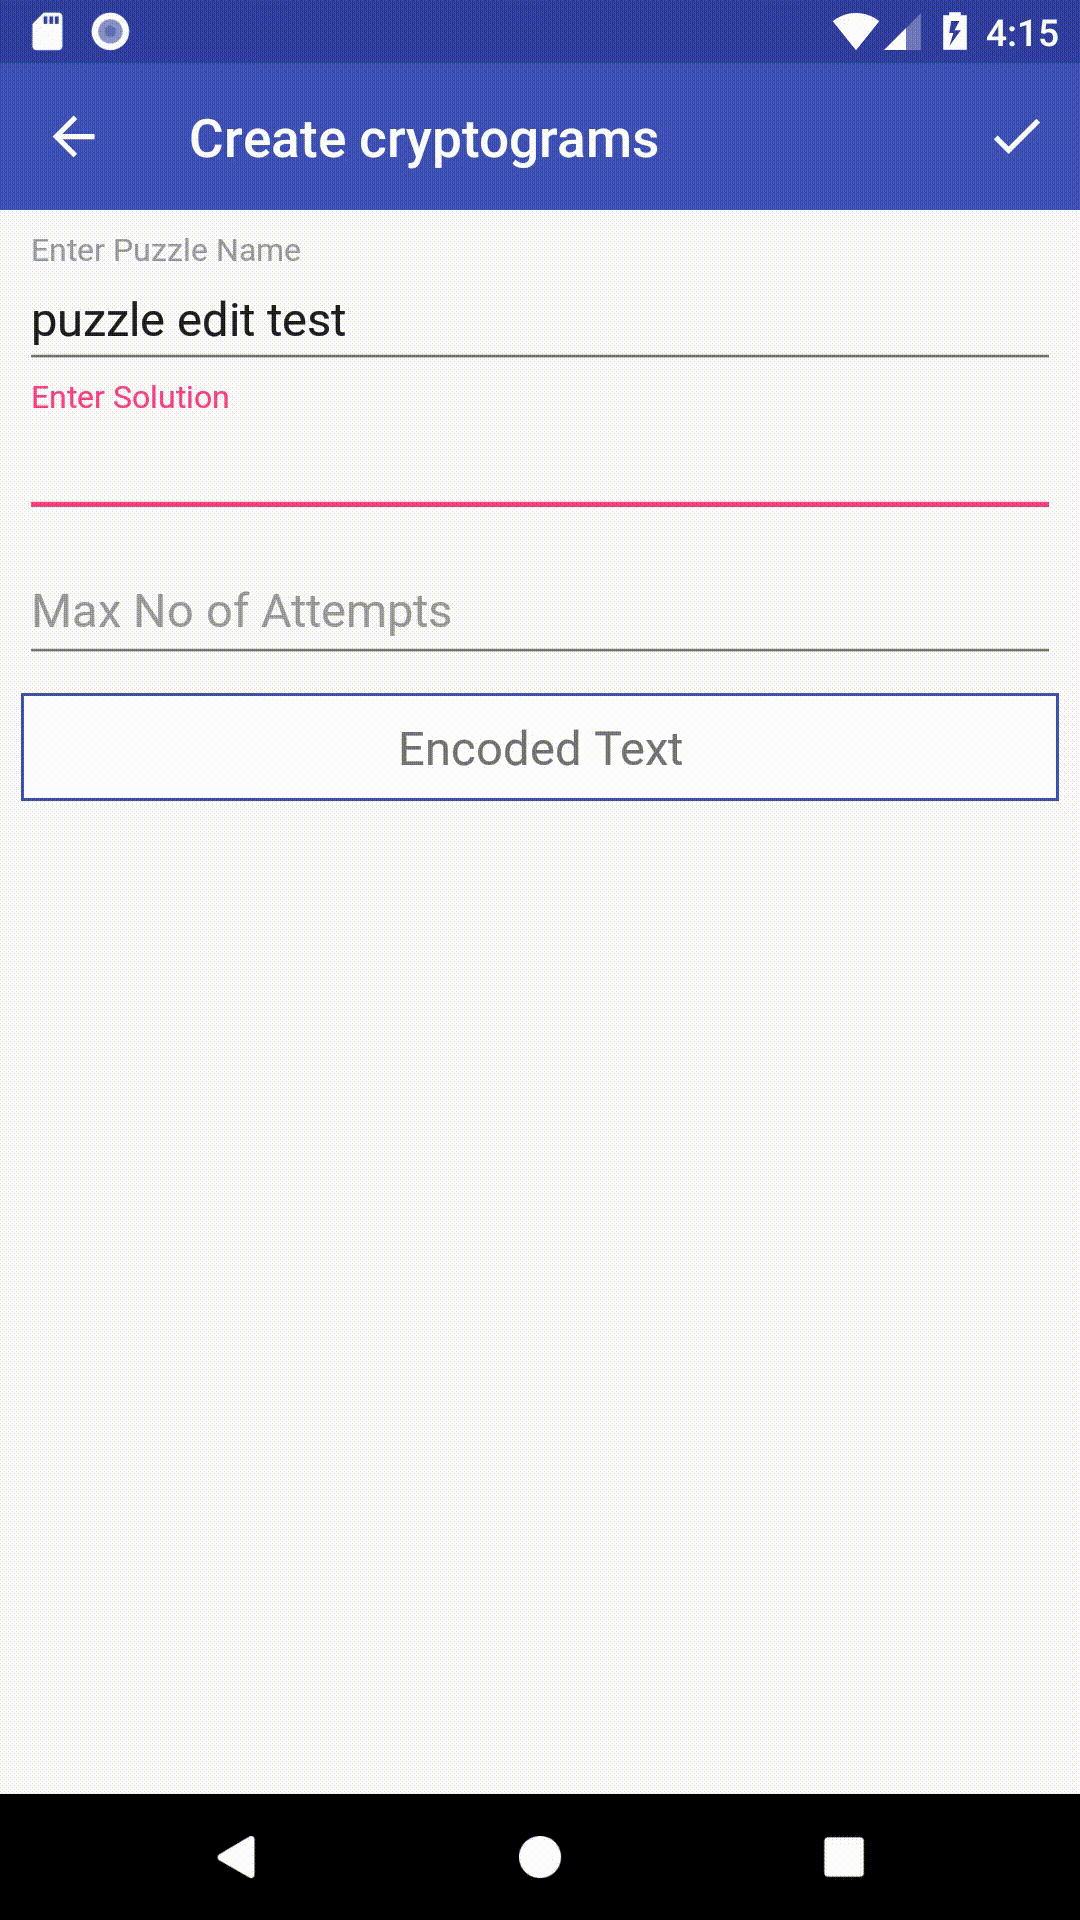 4:15
Create cryptograms
Enter Puzzle Name
puzzle edit test
Enter Solution
Max No of Attempts
Encoded Text